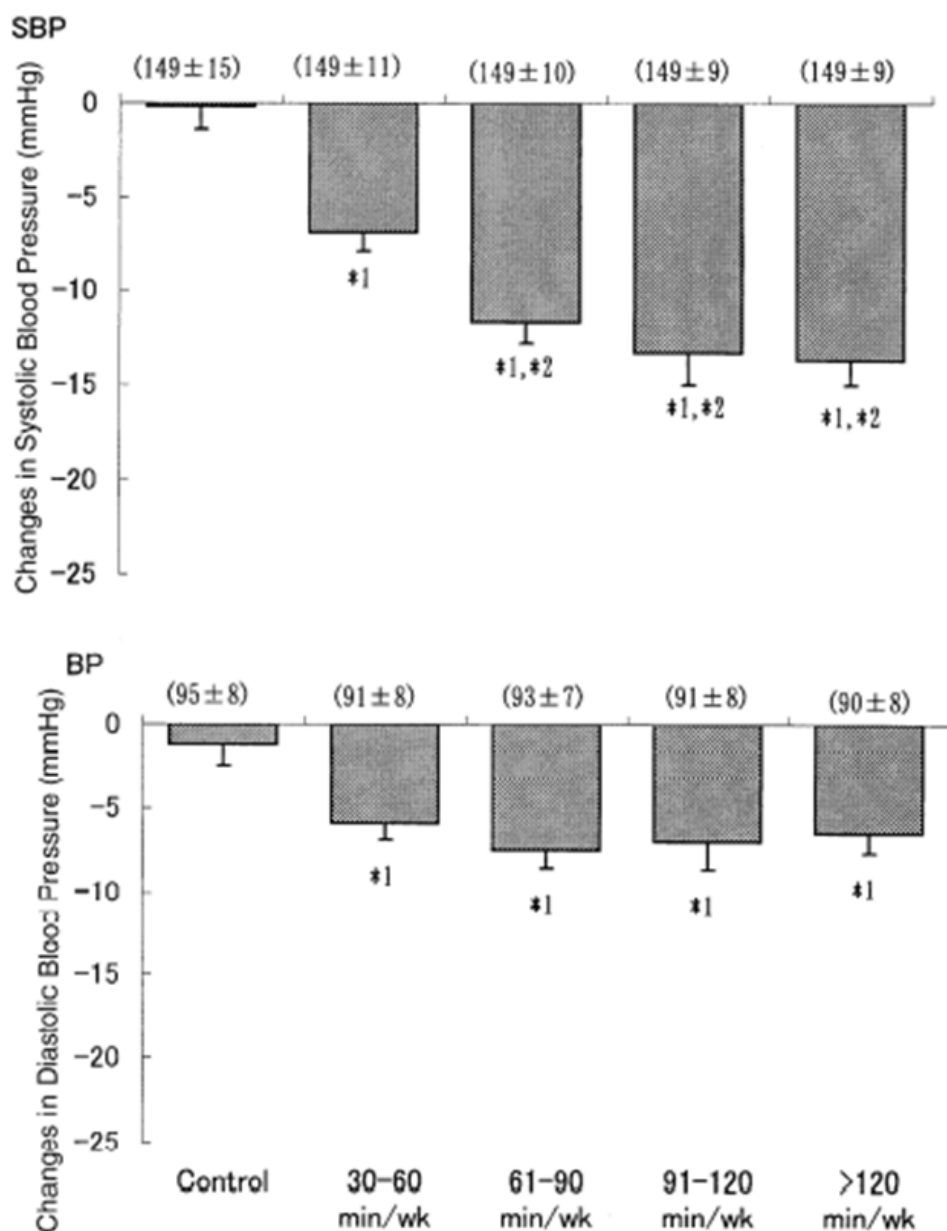 SBP
(149±15) (149±11) (149±10) (149±9) (149±9)
Changes in Systolic Blood Pressure (mmHg)
0
-5
-10
-15
-20
-25
*1
*1,*2
*1,*2
*1,*2
BP
(95±8) (91±8) (93±7) (91±8) (90±8)
Changes in Diastolic Blood Pressure (mmHg)
0
-5
-10
-15
-20
-25
*1
*1
*1
*1
Control 30-60 61-90 91-120 >120
min/wk min/wk min/wk min/wk